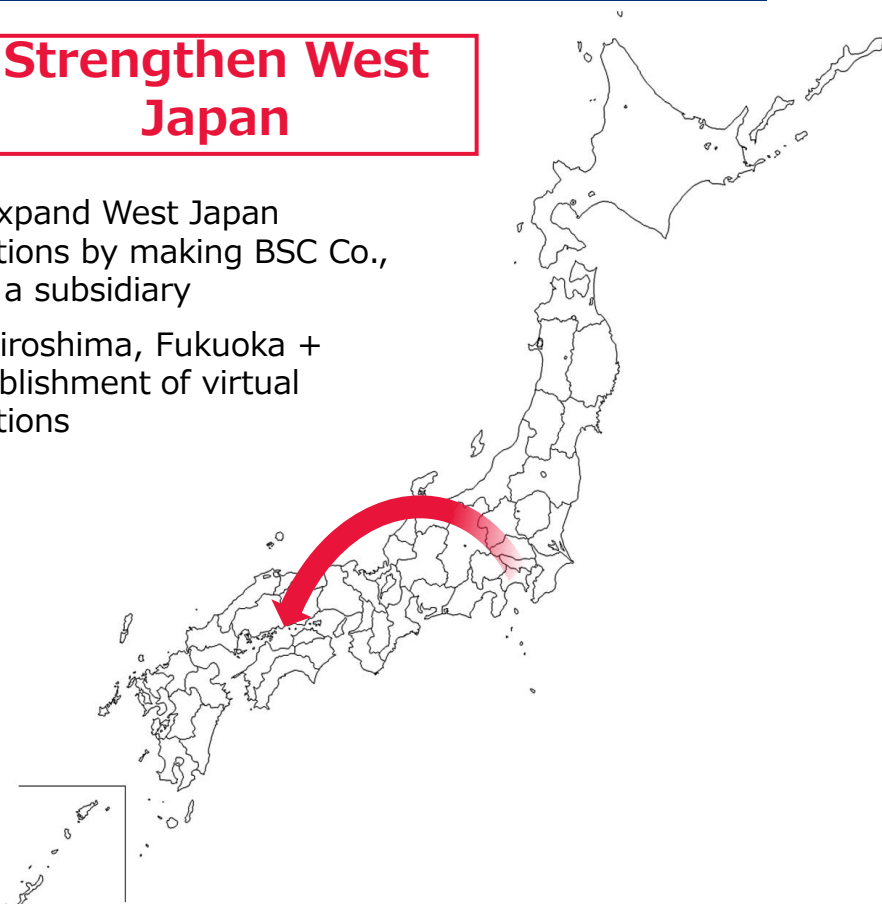 Strengthen West
Japan
xpand West Japan
tions by making BSC Co.,
a subsidiary
iroshima, Fukuoka +
blishment of virtual
tions